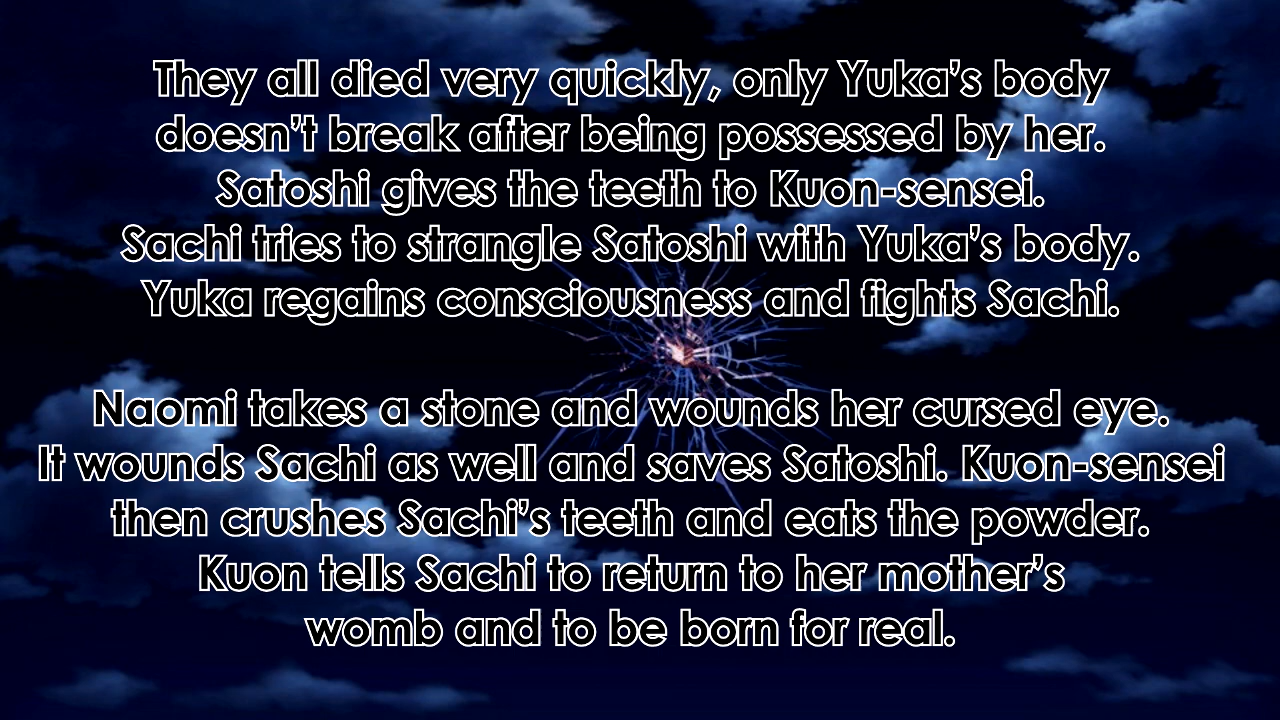 They all died very quickly, only Yuka's body
doesn't break after being possessed by her.
Satoshi gives the teeth to Kuon-sensei.
Sachi tries to strangle Satoshi with Yuka's body.
Yuka regains consciousness and fights Sachi.
Naomi takes a stone and wounds her cursed eye.
It wounds Sachi as well and saves Satoshi. Kuon-sensei
then crushes Sachi's teeth and eats the powder.
Kuon tells Sachi to return to her mother's
womb and to be born for real.